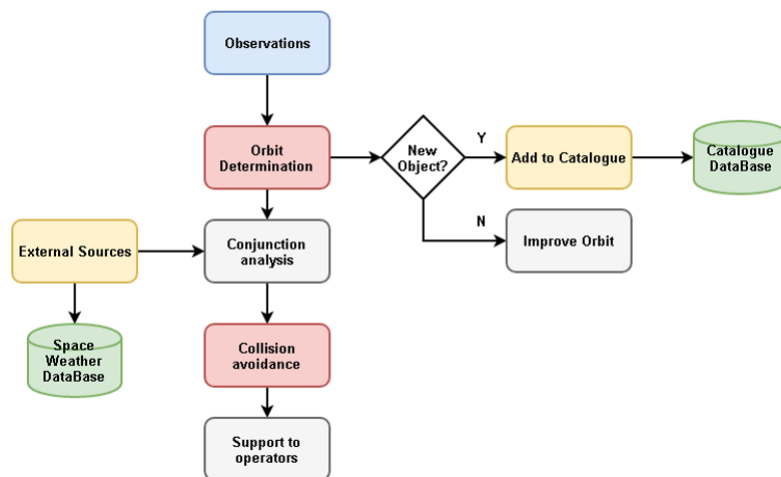 Observations
Orbit
Determination
New
Object?
Y
Add to Catalogue
Catalogue
DataBase
N
Improve Orbit
External Sources
Conjunction
analysis
Space
Weather
DataBase
Collision
avoidance
Support to
operators